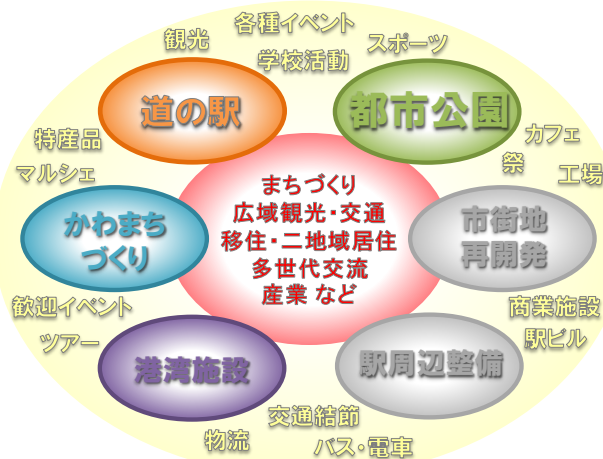 各種イベント
観光
学校活動
スポーツ
道の駅
都市公園
特産品
カフェ
マルシェ
祭
工場
まちづくり
広域観光・交通
移住・二地域居住
多世代交流
産業 など
かわまち
づくり
市街地
再開発
歓迎イベント
ツアー
商業施設
駅ビル
港湾施設
駅周辺整備
交通結節
物流
バス・電車